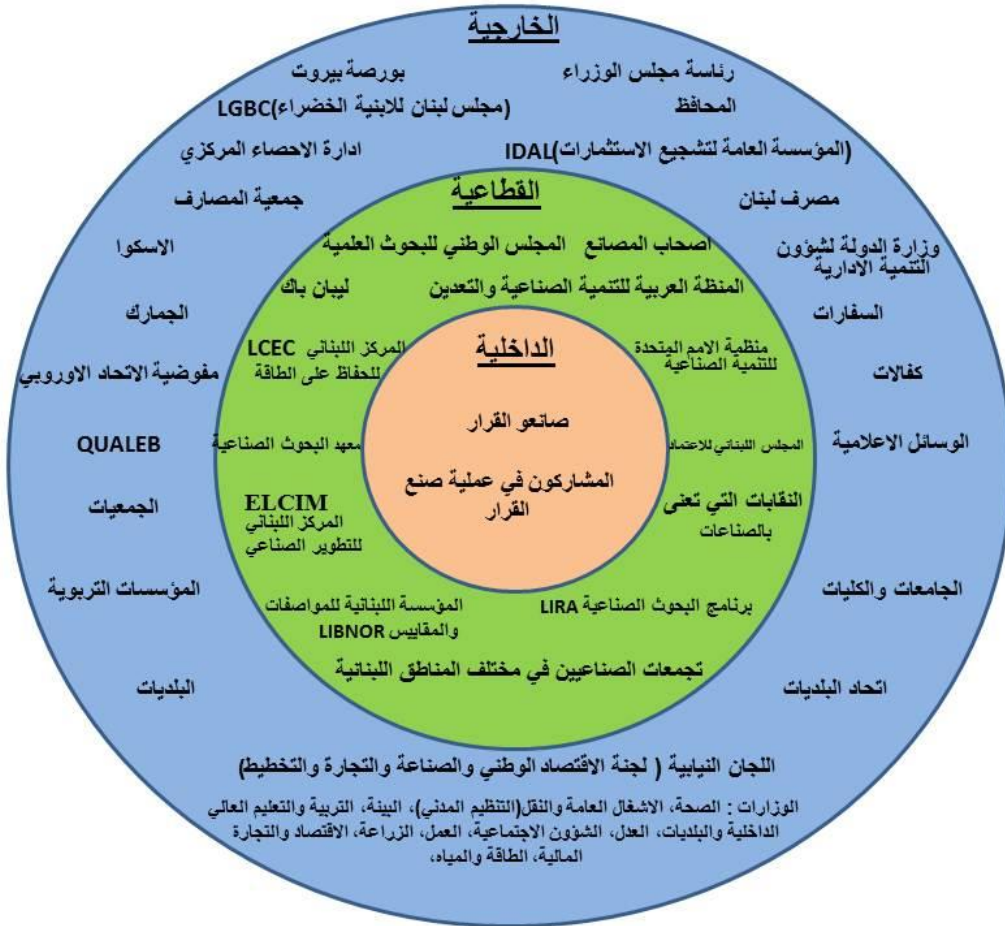 الخارجية
رئاسة مجلس الوزراء
بورصة بيروت
المحافظ
LGBC(مجلس لبنان للابنية الخضراء)
IDAL(المؤسسة العامة لتشجيع الاستثمارات)
ادارة الاحصاء المركزي
مصرف لبنان
جمعية المصارف
وزارة الدولة لشؤون
التنمية الادارية
الاسكوا
السفارات
الجمارك
كفالات
مفوضية الاتحاد الاوروبي
الوسائل الاعلامية
QUALEB
الجمعيات
الجامعات والكليات
المؤسسات التربوية
اتحاد البلديات
البلديات
اللجان النيابية ( لجنة الاقتصاد الوطني والصناعة والتجارة والتخطيط)
الوزارات : الصحة، الاشغال العامة والنقل(التنظيم المدني)، البيئة، التربية والتعليم العالي
الداخلية والبلديات، العدل، الشؤون الاجتماعية، العمل، الزراعة، الاقتصاد والتجارة
المالية، الطاقة والمياه،
القطاعية
اصحاب المصانع
المجلس الوطني للبحوث العلمية
المنظة العربية للتنمية الصناعية والتعدين
ليبان باك
منظمة الامم المتحدة
للتنمية الصناعية
المركز اللبناني LCEC
للحفاظ على الطاقة
المجلس اللبناني للاعتماد
معهد البحوث الصناعية
النقابات التي تعنى
بالصناعات
ELCIM
المركز اللبناني
للتطوير الصناعي
برنامج البحوث الصناعية LIRA
المؤسسة اللبنانية للمواصفات
والمقاييس LIBNOR
تجمعات الصناعيين في مختلف المناطق اللبنانية
الداخلية
صانعو القرار
المشاركون في عملية صنع
القرار